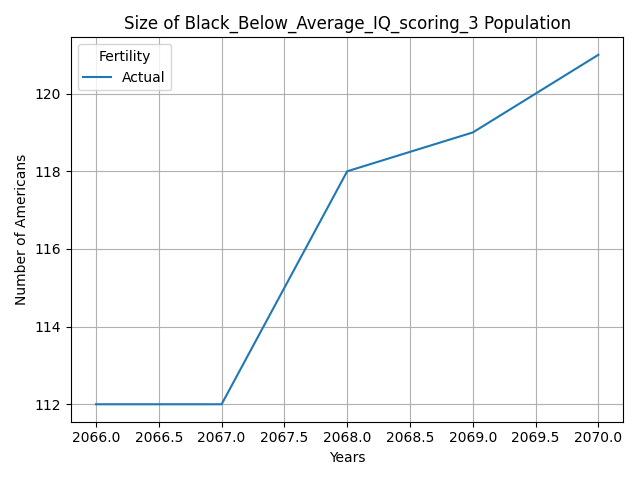 Size of Black_Below_Average_IQ_scoring_3 Population
Fertility
Actual
Number of Americans
120
118
116
114
112
2066.0 2066.5 2067.0 2067.5 2068.0 2068.5 2069.0 2069.5 2070.0
Years